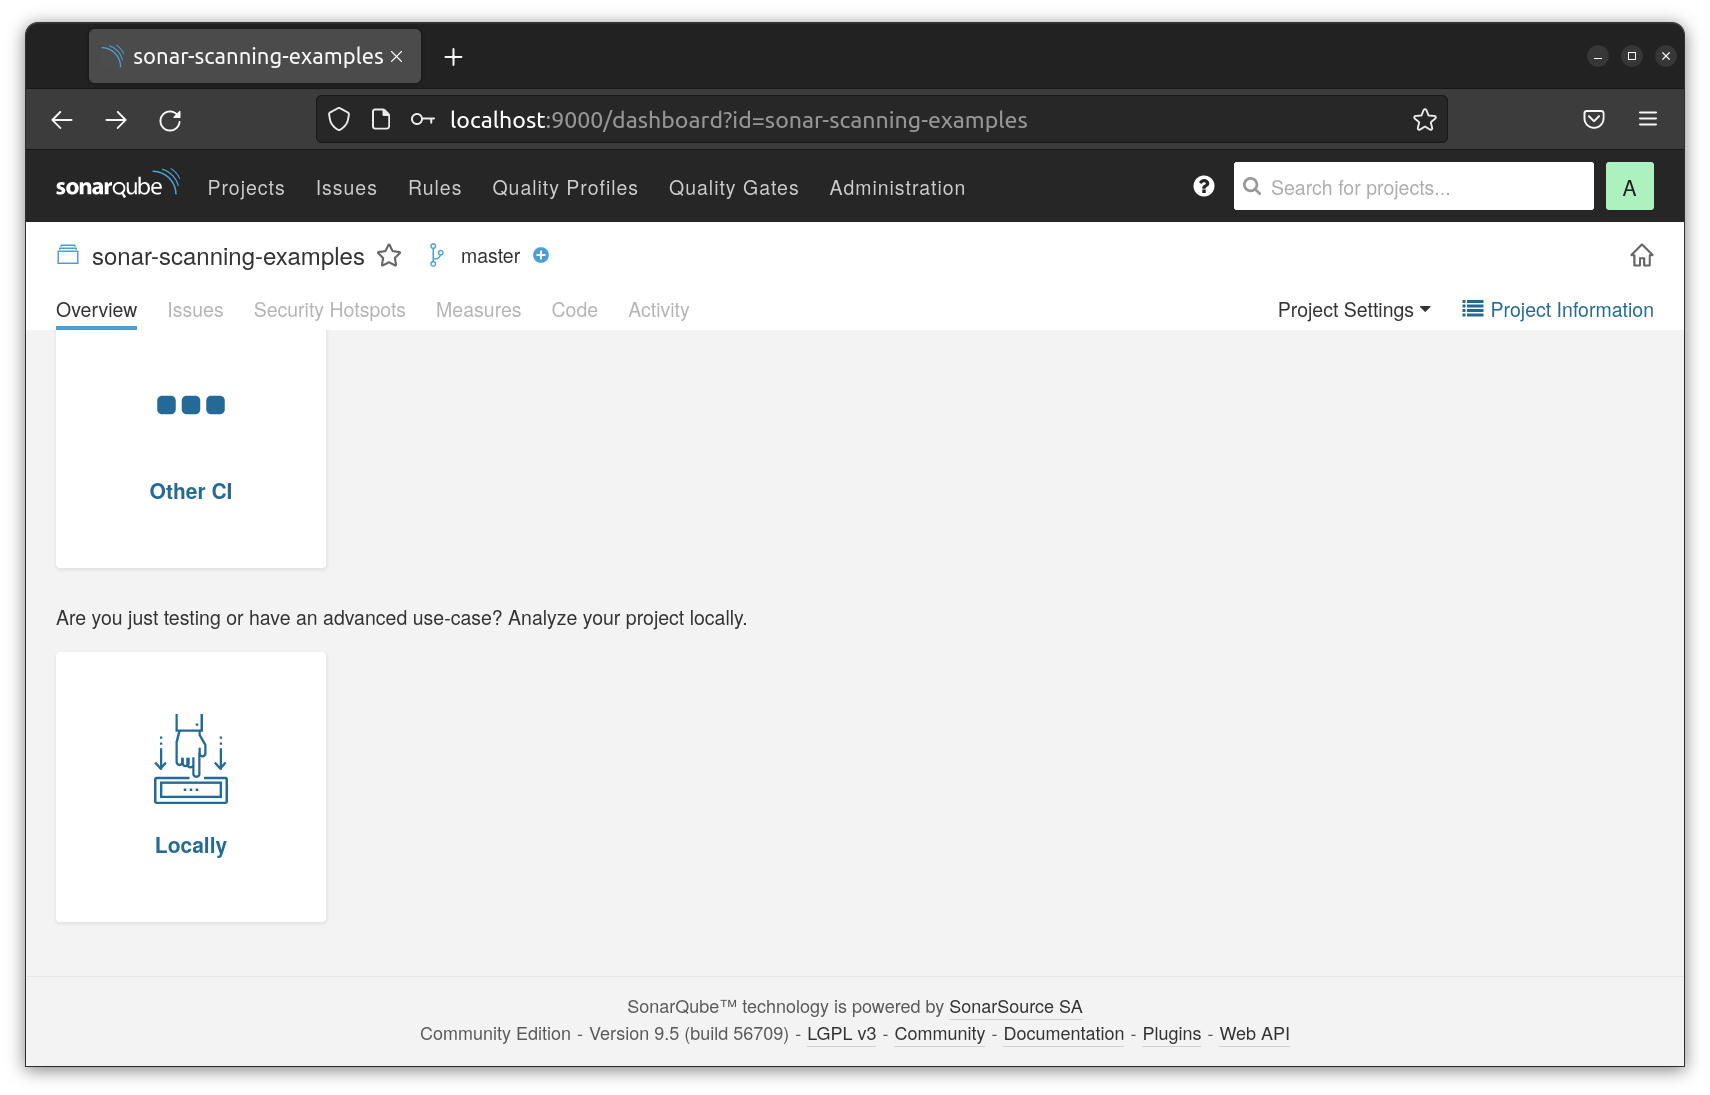 sonar-scanning-examples
localhost:9000/dashboard?id=sonar-scanning-examples
sonarqube Projects Issues Rules Quality Profiles Quality Gates Administration ? Search for projects... A
sonar-scanning-examples master
Overview Issues Security Hotspots Measures Code Activity Project Settings Project Information
Other CI
Are you just testing or have an advanced use-case? Analyze your project locally.
Locally
SonarQube™ technology is powered by SonarSource SA
Community Edition - Version 9.5 (build 56709) - LGPL v3 - Community - Documentation - Plugins - Web API